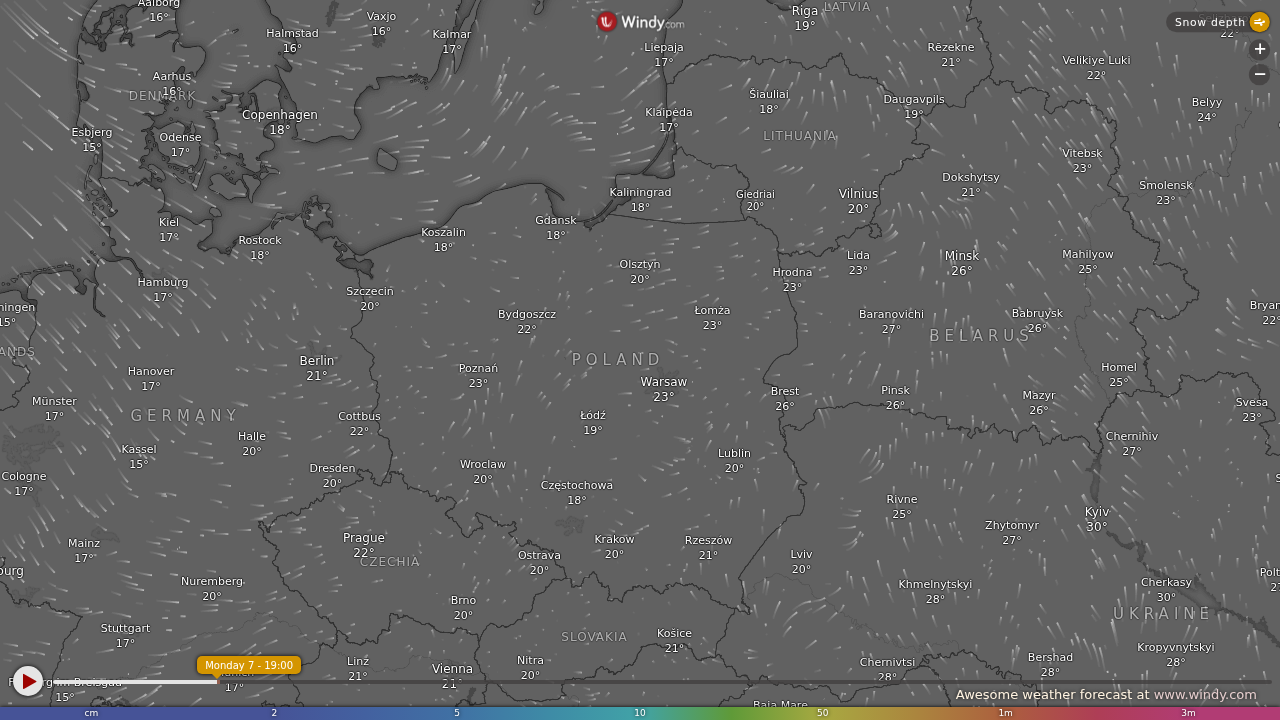 Aalborg
16°
Vaxjo
16°
Halmstad
16°
Kalmar
17°
Windy.com
Liepaja
17°
Riga
19°
LATVIA
Rēzekne
21°
Snow depth
22°
+
−
Velikiye Luki
22°
Aarhus
16°
DENMARK
Copenhagen
18°
Klaipėda
17°
Šiauliai
18°
Daugavpils
19°
Belyy
24°
Esbjerg
15°
Odense
17°
LITHUANIA
Vitebsk
23°
Dokshytsy
21°
Smolensk
23°
Kaliningrad
18°
Giedriai
20°
Vilnius
20°
Kiel
17°
Rostock
18°
Koszalin
18°
Gdansk
18°
Olsztyn
20°
Hrodna
23°
Lida
23°
Minsk
26°
Mahilyow
25°
Hamburg
17°
Szczecin
20°
Bydgoszcz
22°
Łomża
23°
Baranovichi
27°
Babruysk
26°
BELARUS
ningen
15°
ANDS
Bryan
22°
Hanover
17°
Berlin
21°
Poznań
23°
POLAND
Warsaw
23°
Brest
26°
Pinsk
26°
Mazyr
26°
Homel
25°
Svesa
23°
Münster
17°
GERMANY
Cottbus
22°
Łódź
19°
Kassel
15°
Halle
20°
Lublin
20°
Chernihiv
27°
Cologne
17°
Dresden
20°
Wroclaw
20°
Częstochowa
18°
Rivne
25°
Kyiv
30°
Zhytomyr
27°
Mainz
17°
Prague
22°
CZECHIA
Ostrava
20°
Krakow
20°
Rzeszów
21°
Lviv
20°
Khmelnytskyi
28°
Cherkasy
30°
UKRAINE
Nuremberg
20°
Brno
20°
Stuttgart
17°
SLOVAKIA
Košice
21°
Kropyvnytskyi
28°
Monday 7 - 19:00
17°
Linz
21°
Vienna
21°
Nitra
20°
Chernivtsi
28°
Bershad
28°
15°
Awesome weather forecast at www.windy.com
Baia Mare
cm 2 5 10 50 1m 3m